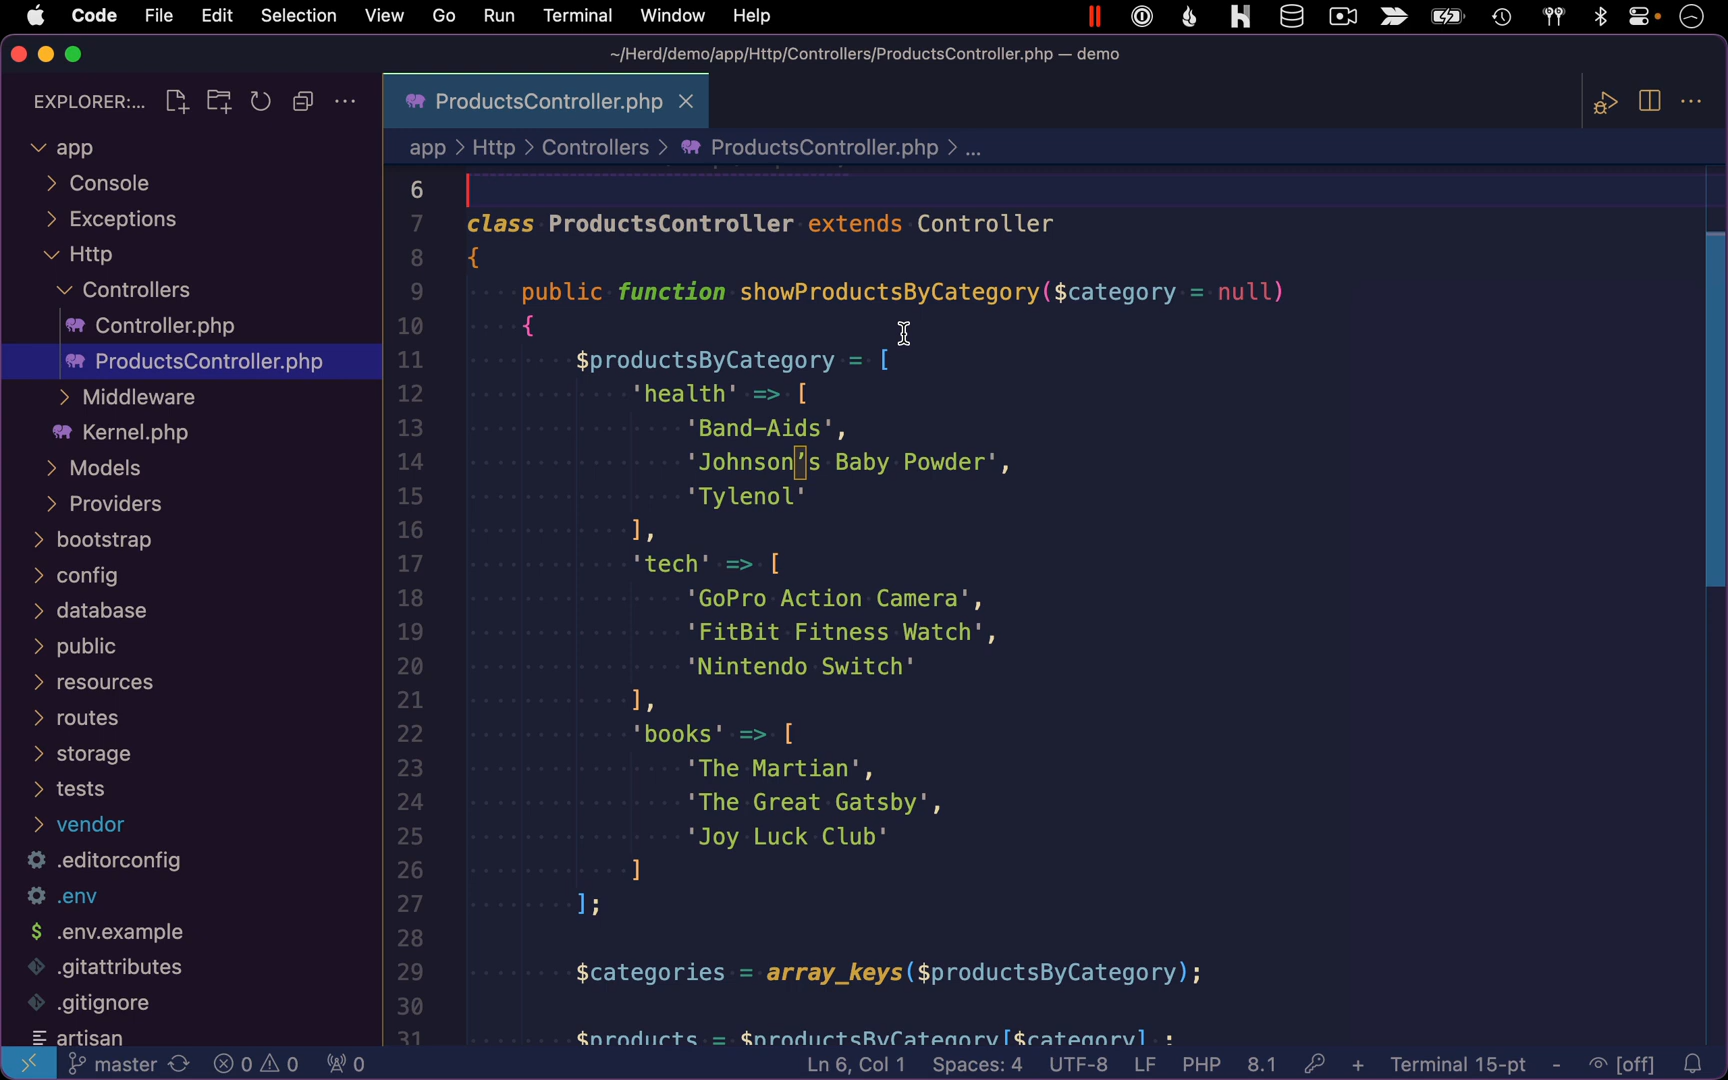 Code File Edit Selection View Go Run Terminal Window Help
~/Herd/demo/app/Http/Controllers/ProductsController.php — demo
EXPLORER:...
ProductsController.php
app > Http > Controllers > ProductsController.php > ...
app
Console
Exceptions
Http
Controllers
Controller.php
ProductsController.php
Middleware
Kernel.php
Models
Providers
bootstrap
config
database
public
resources
routes
storage
tests
vendor
.editorconfig
.env
$ .env.example
.gitattributes
.gitignore
artisan
6
7 class ProductsController extends Controller
8 {
9 public function showProductsByCategory($category = null)
10 {
11 $productsByCategory = [
12 'health' => [
13 'Band-Aids',
14 'Johnson’s Baby Powder',
15 'Tylenol'
16 ],
17 'tech' => [
18 'GoPro Action Camera',
19 'FitBit Fitness Watch',
20 'Nintendo Switch'
21 ],
22 'books' => [
23 'The Martian',
24 'The Great Gatsby',
25 'Joy Luck Club'
26 ]
27 ];
28
29 $categories = array_keys($productsByCategory);
30
31 $products = $productsByCategory[$category] ;
master 0 0 0 Ln 6, Col 1 Spaces: 4 UTF-8 LF PHP 8.1 + Terminal 15-pt - [off]